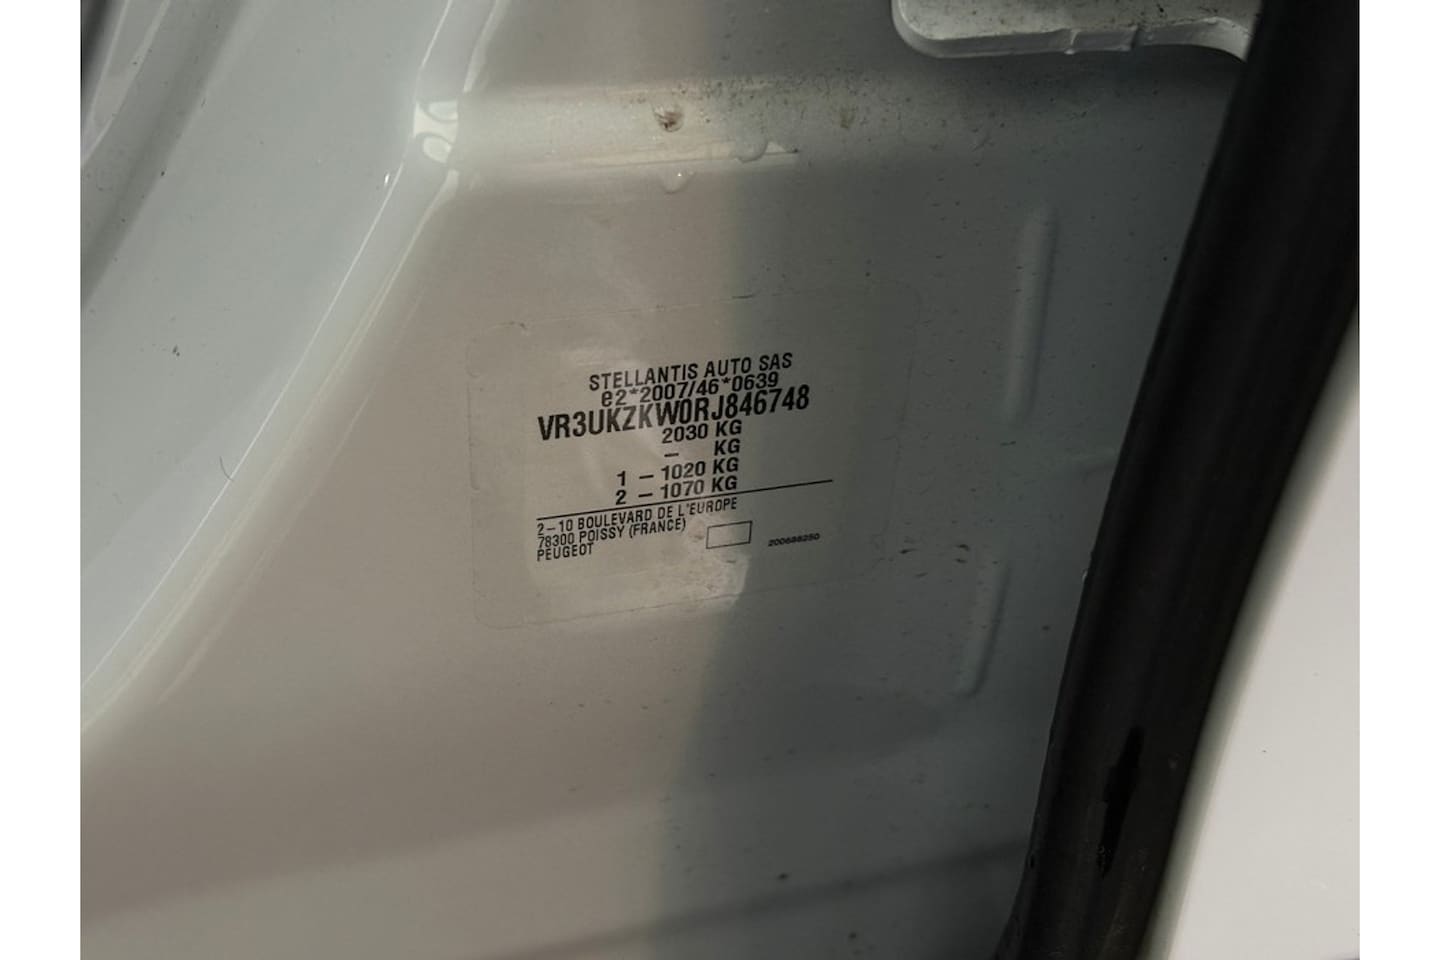 STELLANTIS AUTO SAS
e2*2007/46*0639
VR3UKZKW0RJ846748
2030 KG
– KG
1 – 1020 KG
2 – 1070 KG
2–10 BOULEVARD DE L'EUROPE
78300 POISSY (FRANCE)
PEUGEOT
200686250